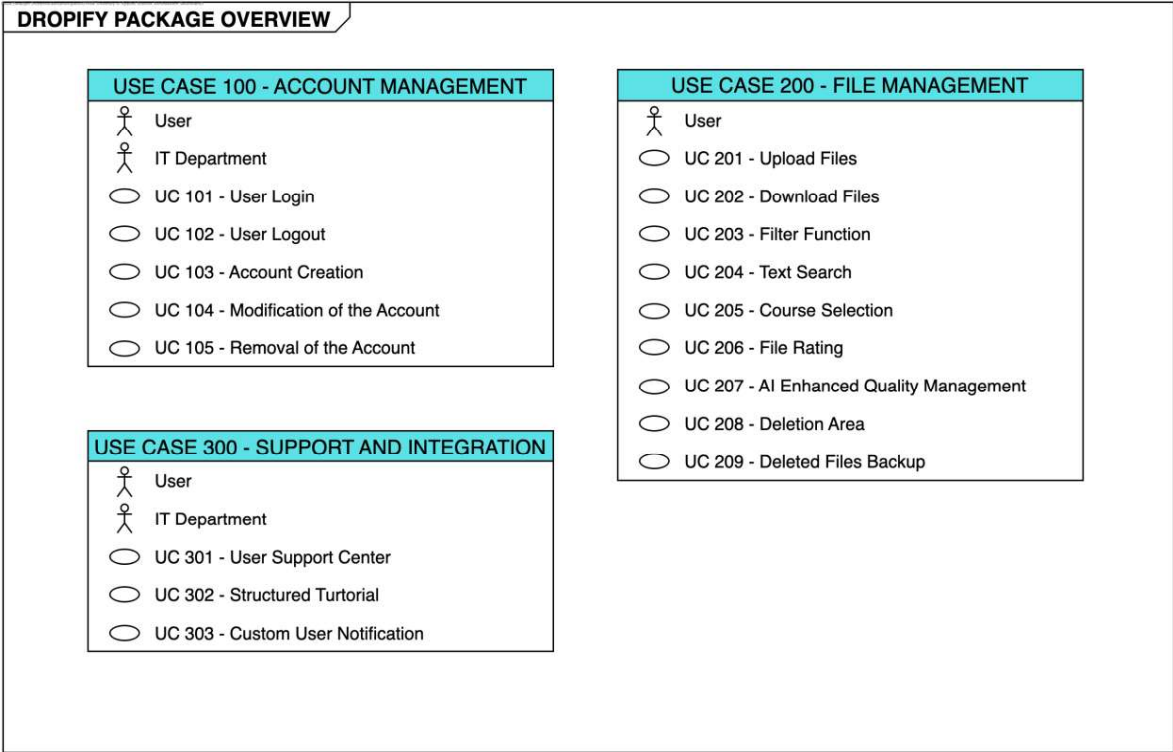 DROPIFY PACKAGE OVERVIEW
USE CASE 100 - ACCOUNT MANAGEMENT
User
IT Department
UC 101 - User Login
UC 102 - User Logout
UC 103 - Account Creation
UC 104 - Modification of the Account
UC 105 - Removal of the Account
USE CASE 200 - FILE MANAGEMENT
User
UC 201 - Upload Files
UC 202 - Download Files
UC 203 - Filter Function
UC 204 - Text Search
UC 205 - Course Selection
UC 206 - File Rating
UC 207 - AI Enhanced Quality Management
UC 208 - Deletion Area
UC 209 - Deleted Files Backup
USE CASE 300 - SUPPORT AND INTEGRATION
User
IT Department
UC 301 - User Support Center
UC 302 - Structured Turtorial
UC 303 - Custom User Notification